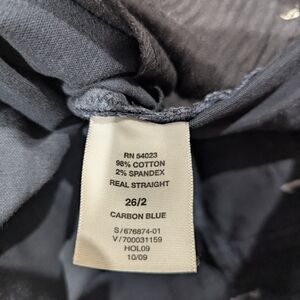 RN 54023
98% COTTON
2% SPANDEX
REAL STRAIGHT
26/2
CARBON BLUE
S/676874-01
V/700031159
HOL09
10/09